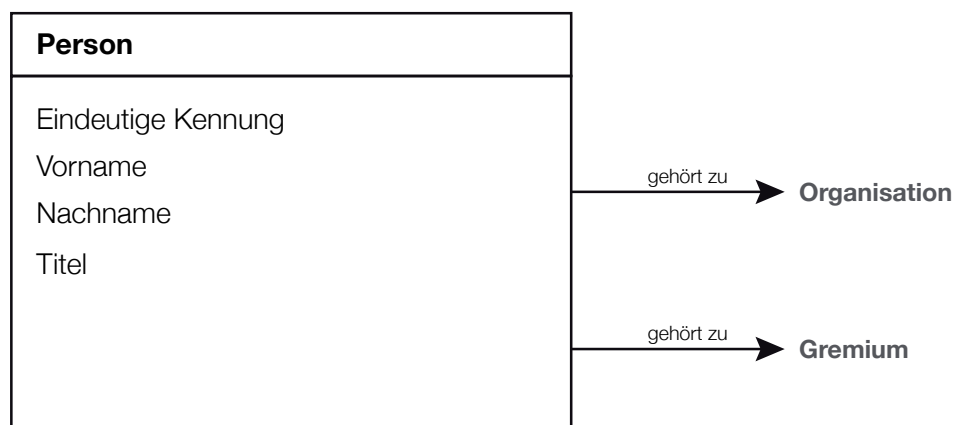 Person
Eindeutige Kennung
Vorname
Nachname
Titel
gehört zu
Organisation
gehört zu
Gremium